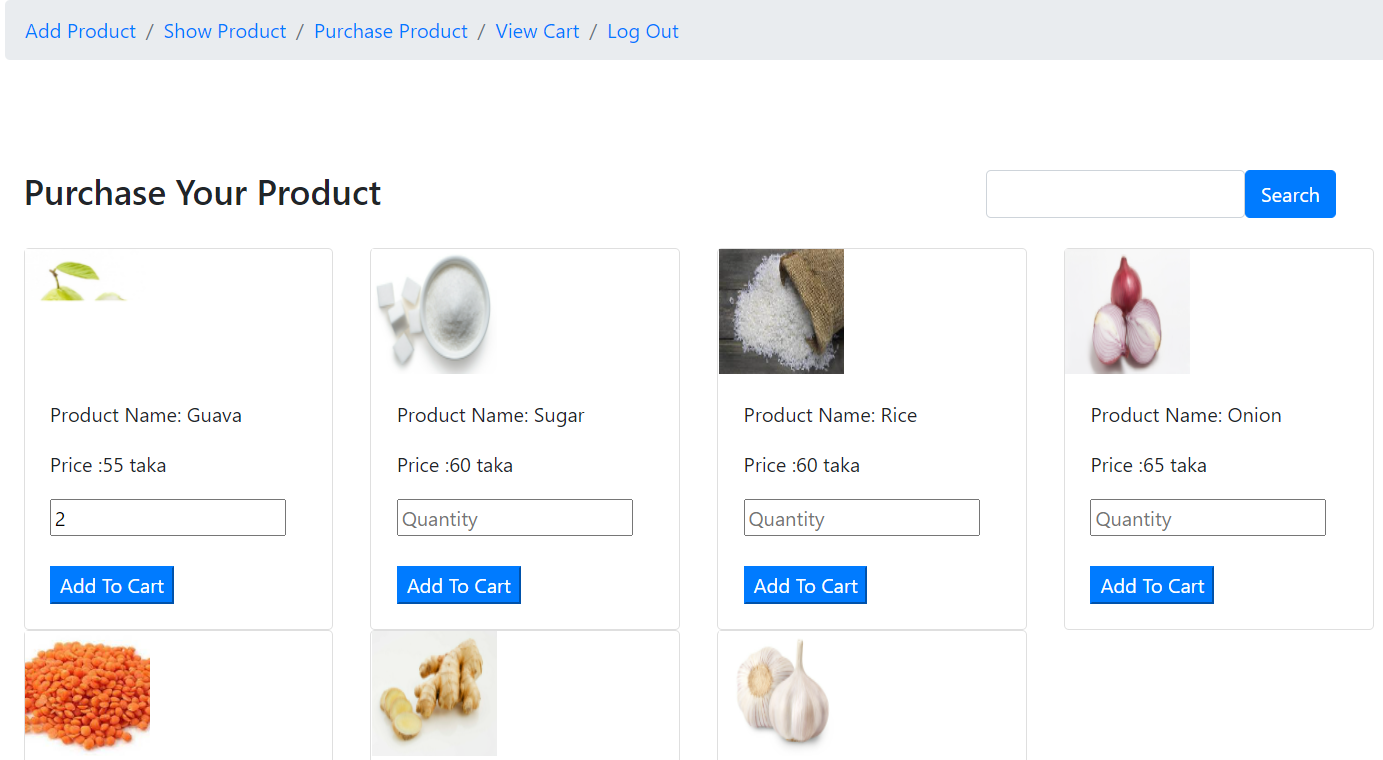 Add Product / Show Product / Purchase Product / View Cart / Log Out
Purchase Your Product
Search
Product Name: Guava
Price :55 taka
2
Add To Cart
Product Name: Sugar
Price :60 taka
Quantity
Add To Cart
Product Name: Rice
Price :60 taka
Quantity
Add To Cart
Product Name: Onion
Price :65 taka
Quantity
Add To Cart